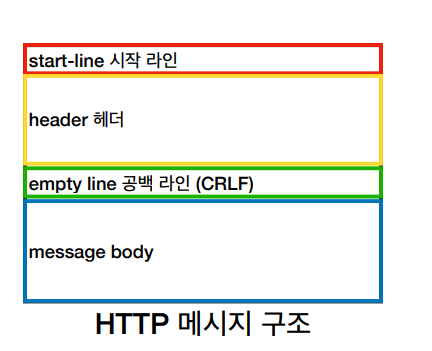 start-line 시작 라인
header 헤더
empty line 공백 라인 (CRLF)
message body
HTTP 메시지 구조